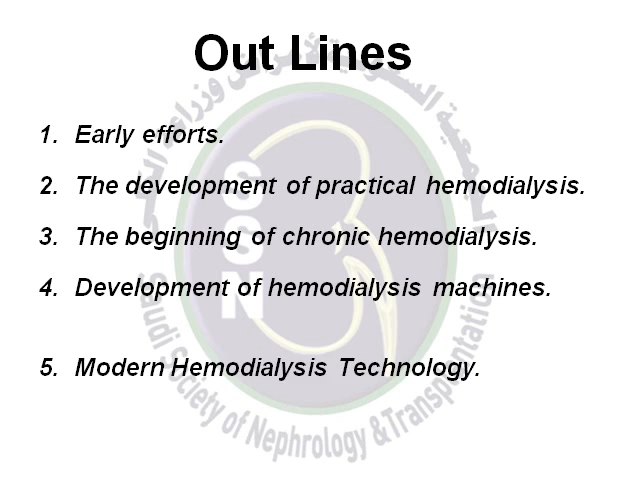 Out Lines
1. Early efforts.
2. The development of practical hemodialysis.
3. The beginning of chronic hemodialysis.
4. Development of hemodialysis machines.
5. Modern Hemodialysis Technology.
SSN
Saudi Society of Nephrology & Transplantation